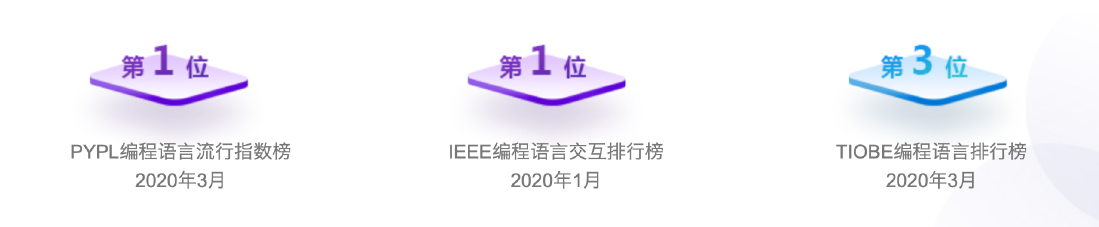 第1位
第1位
第3位
PYPL编程语言流行指数榜
IEEE编程语言交互排行榜
TIOBE编程语言排行榜
2020年3月
2020年1月
2020年3月